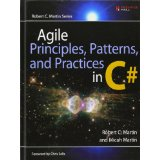 Robert C. Martin Series
Agile
Principles, Patterns,
and Practices
in C#
Robert C. Martin
and Micah Martin
Foreword by Chris Sells